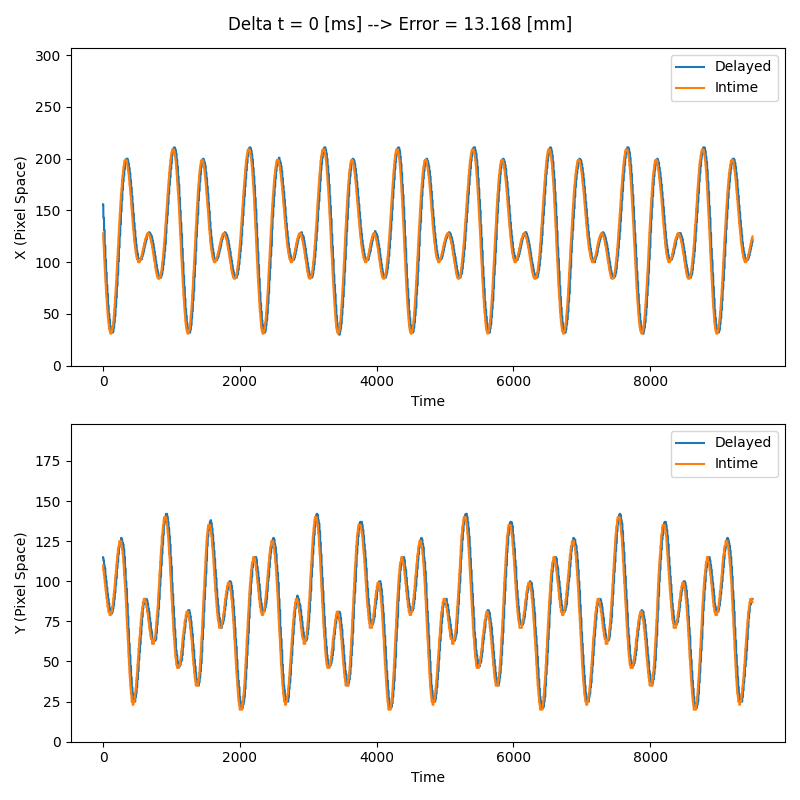 Delta t = 0 [ms] --> Error = 13.168 [mm]
300
250
200
150
100
50
0
X (Pixel Space)
Delayed
Intime
0 2000 4000 6000 8000
Time
175
150
125
100
75
50
25
0
Y (Pixel Space)
Delayed
Intime
0 2000 4000 6000 8000
Time